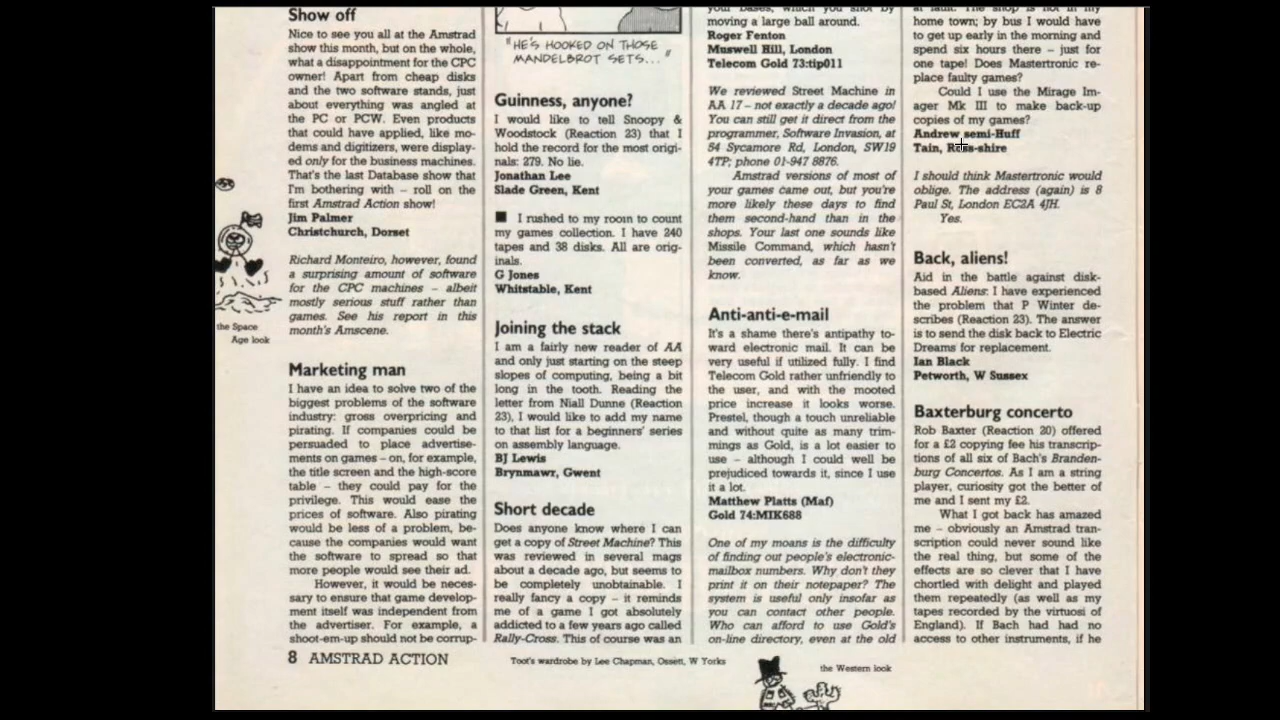 Show off
Nice to see you all at the Amstrad
show this month, but on the whole,
what a disappointment for the CPC
owner! Apart from cheap disks
and the two software stands, just
about everything was angled at
the PC or PCW. Even products
that could have applied, like mo-
dems and digitizers, were display-
ed only for the business machines.
That's the last Database show that
I'm bothering with – roll on the
first Amstrad Action show!
Jim Palmer
Christchurch, Dorset
Richard Monteiro, however, found
a surprising amount of software
for the CPC machines – albeit
mostly serious stuff rather than
games. See his report in this
month's Amscene.
the Space
Age look
Marketing man
I have an idea to solve two of the
biggest problems of the software
industry: gross overpricing and
pirating. If companies could be
persuaded to place advertise-
ments on games – on, for example,
the title screen and the high-score
table – they could pay for the
privilege. This would ease the
prices of software. Also pirating
would be less of a problem, be-
cause the companies would want
the software to spread so that
more people would see their ad.
However, it would be neces-
sary to ensure that game develop-
ment itself was independent from
the advertiser. For example, a
shoot-em-up should not be corrup-
"HE'S HOOKED ON THOSE
MANDELBROT SETS..."
Guinness, anyone?
I would like to tell Snoopy &
Woodstock (Reaction 23) that I
hold the record for the most origi-
nals: 279. No lie.
Jonathan Lee
Slade Green, Kent
■ I rushed to my room to count
my games collection. I have 240
tapes and 38 disks. All are orig-
inals.
G Jones
Whitstable, Kent
Joining the stack
I am a fairly new reader of AA
and only just starting on the steep
slopes of computing, being a bit
long in the tooth. Reading the
letter from Niall Dunne (Reaction
23), I would like to add my name
to that list for a beginners' series
on assembly language.
BJ Lewis
Brynmawr, Gwent
Short decade
Does anyone know where I can
get a copy of Street Machine? This
was reviewed in several mags
about a decade ago, but seems to
be completely unobtainable. I
really fancy a copy – it reminds
me of a game I got absolutely
addicted to a few years ago called
Rally-Cross. This of course was an
your bases, which you shot by
moving a large ball around.
Roger Fenton
Muswell Hill, London
Telecom Gold 73:tip011
We reviewed Street Machine in
AA 17 – not exactly a decade ago!
You can still get it direct from the
programmer, Software Invasion, at
54 Sycamore Rd, London, SW19
4TP; phone 01-947 8876.
Amstrad versions of most of
your games came out, but you're
more likely these days to find
them second-hand than in the
shops. Your last one sounds like
Missile Command, which hasn't
been converted, as far as we
know.
Anti-anti-e-mail
It's a shame there's antipathy to-
ward electronic mail. It can be
very useful if utilized fully. I find
Telecom Gold rather unfriendly to
the user, and with the mooted
price increase it looks worse.
Prestel, though a touch unreliable
and without quite as many trim-
mings as Gold, is a lot easier to
use – although I could well be
prejudiced towards it, since I use
it a lot.
Matthew Platts (Maf)
Gold 74:MIK688
One of my moans is the difficulty
of finding out people's electronic-
mailbox numbers. Why don't they
print it on their notepaper? The
system is useful only insofar as
you can contact other people.
Who can afford to use Gold's
on-line directory, even at the old
at fault. The shop is not in my
home town; by bus I would have
to get up early in the morning and
spend six hours there – just for
one tape! Does Mastertronic re-
place faulty games?
Could I use the Mirage Im-
ager Mk III to make back-up
copies of my games?
Andrew semi-Huff
Tain, Ross-shire
I should think Mastertronic would
oblige. The address (again) is 8
Paul St, London EC2A 4JH.
Yes.
Back, aliens!
Aid in the battle against disk-
based Aliens: I have experienced
the problem that P Winter de-
scribes (Reaction 23). The answer
is to send the disk back to Electric
Dreams for replacement.
Ian Black
Petworth, W Sussex
Baxterburg concerto
Rob Baxter (Reaction 20) offered
for a £2 copying fee his transcrip-
tions of all six of Bach's Branden-
burg Concertos. As I am a string
player, curiosity got the better of
me and I sent my £2.
What I got back has amazed
me – obviously an Amstrad tran-
scription could never sound like
the real thing, but some of the
effects are so clever that I have
chortled with delight and played
them repeatedly (as well as my
tapes recorded by the virtuosi of
England). If Bach had had no
access to other instruments, if he
8 AMSTRAD ACTION
Toot's wardrobe by Lee Chapman, Ossett, W Yorks
the Western look